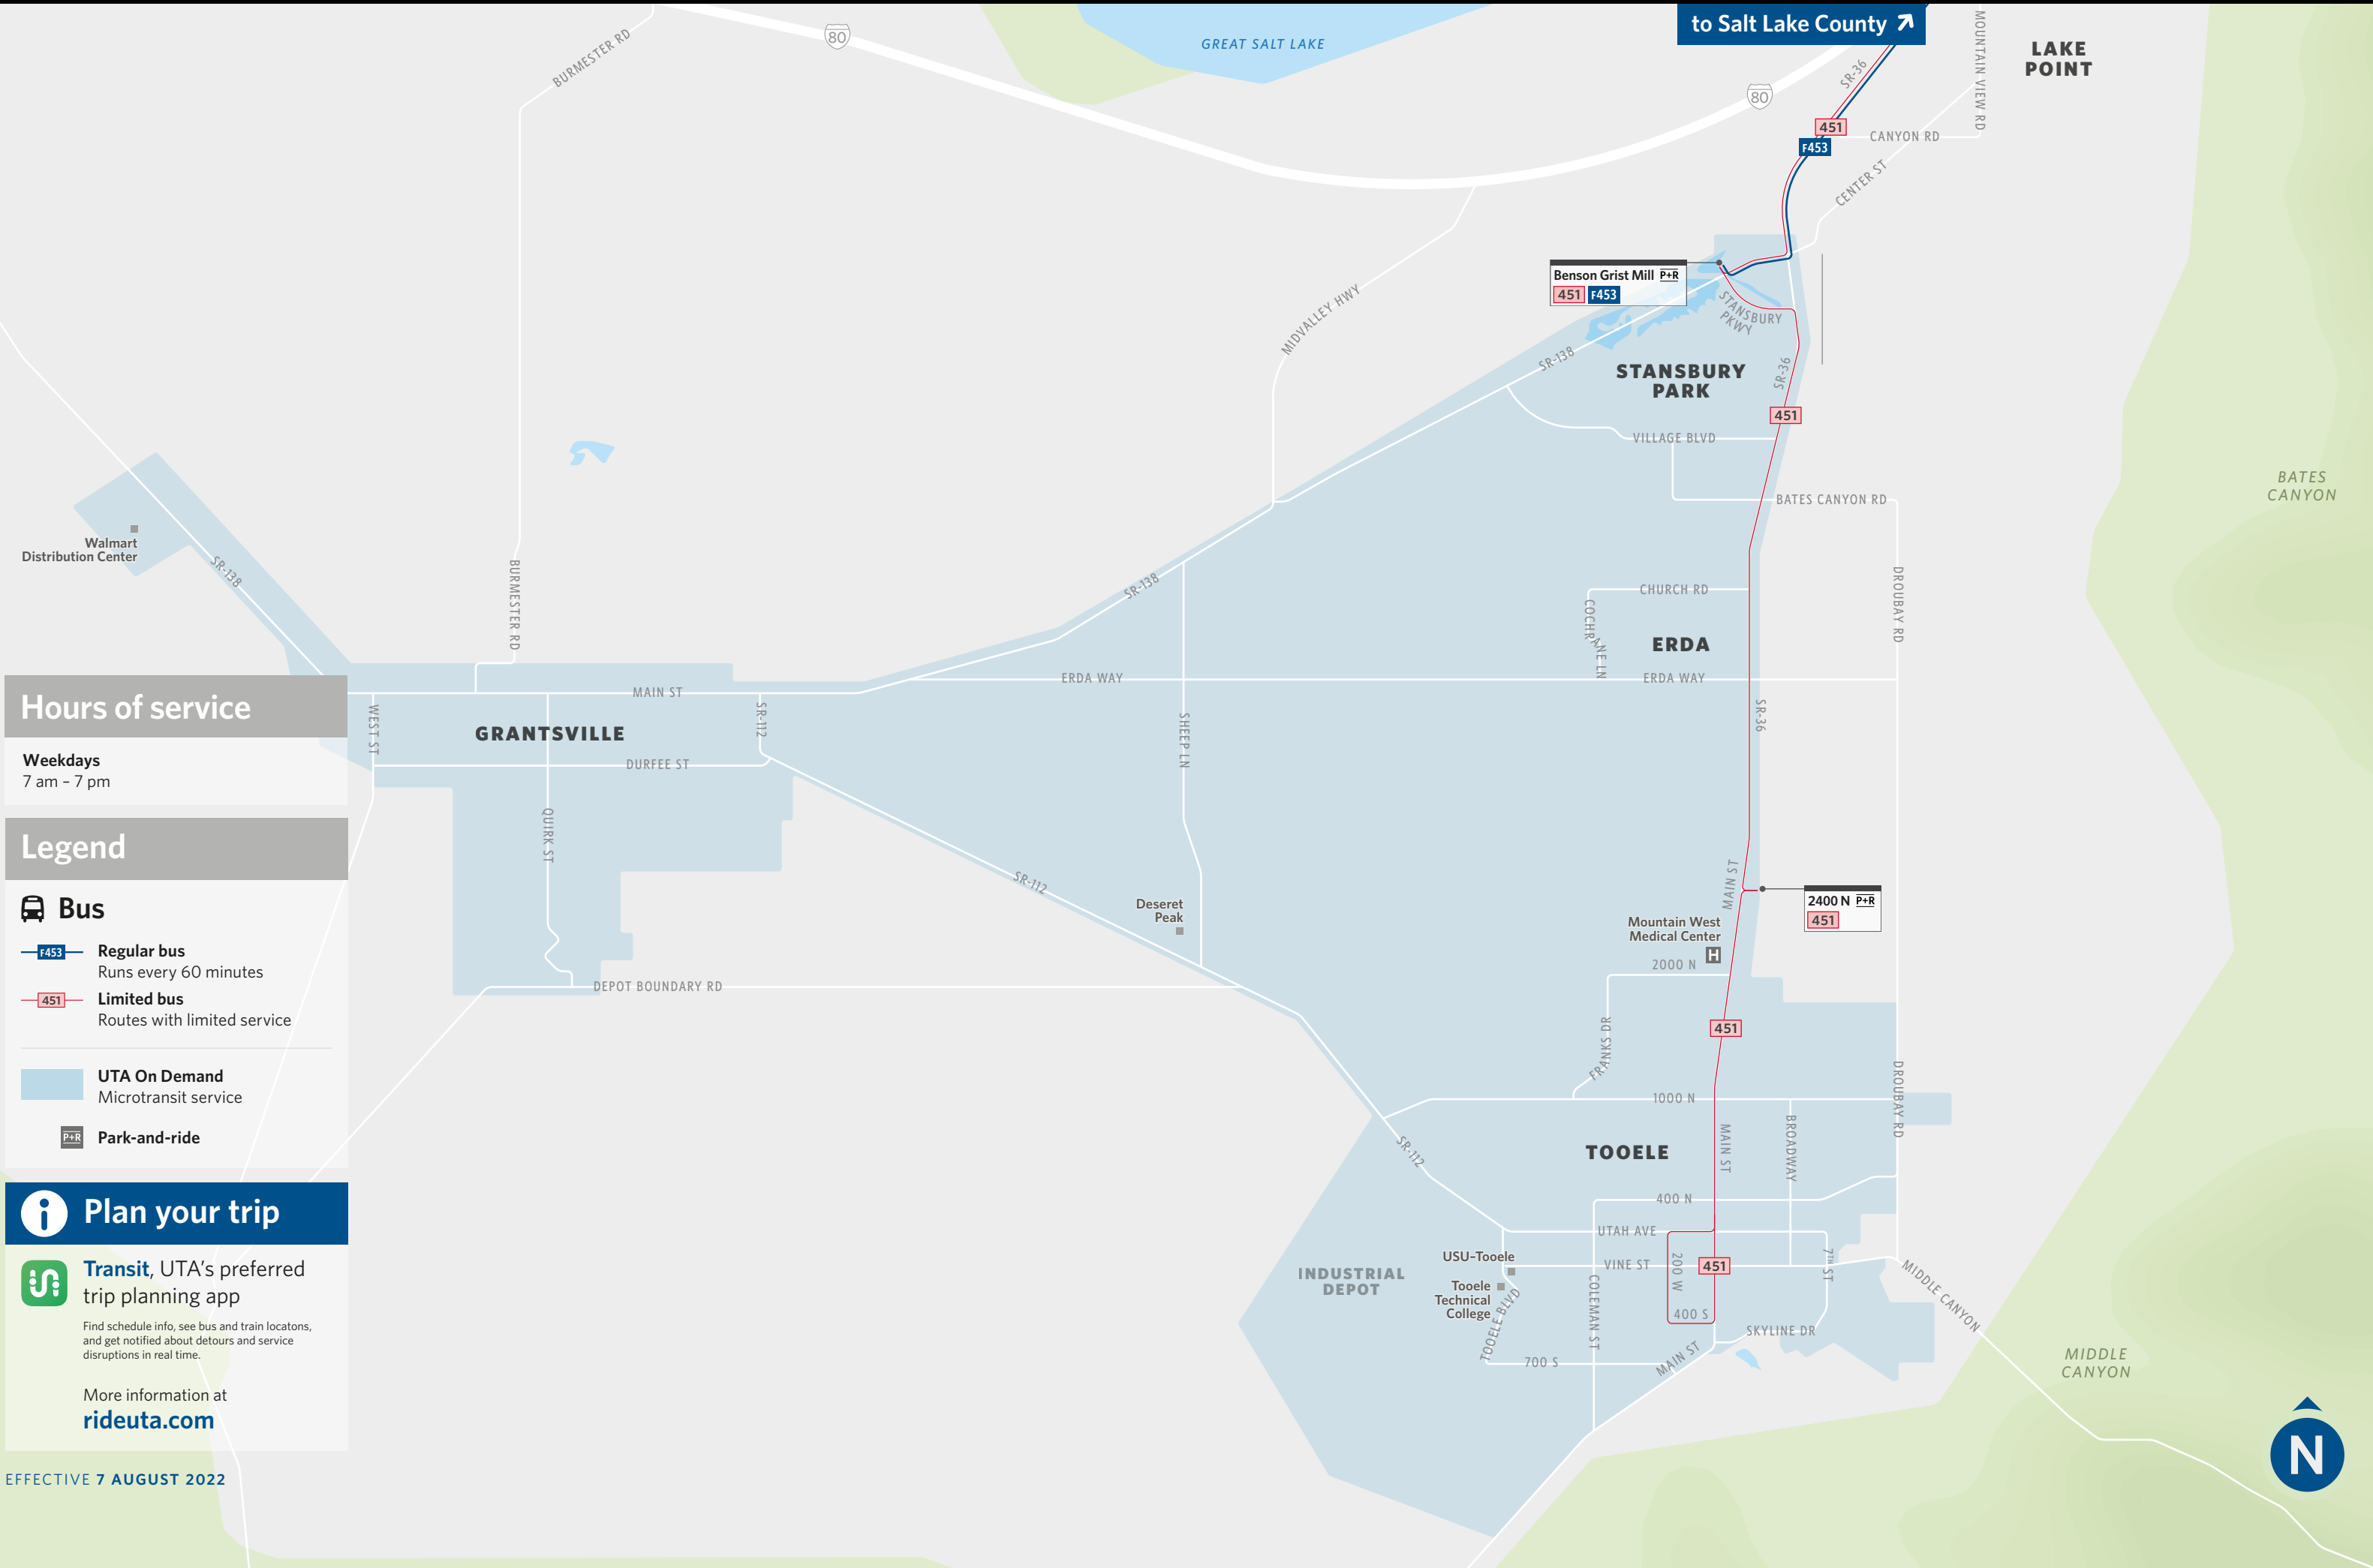 to Salt Lake County
LAKE
POINT
GREAT SALT LAKE
80
80
BURMESTER RD
SR-36
MOUNTAIN VIEW RD
451
F453
CANYON RD
CENTER ST
Benson Grist Mill P+R
451 F453
STANSBURY
PKWY
MIDVALLEY HWY
SR-138
STANSBURY
PARK
SR-36
451
VILLAGE BLVD
BATES CANYON RD
BATES
CANYON
Walmart
Distribution Center
SR-138
BURMESTER RD
SR-138
CHURCH RD
COCHRANE LN
DROUBAY RD
ERDA
ERDA WAY
ERDA WAY
MAIN ST
WEST ST
GRANTSVILLE
SR-112
SHEEP LN
SR-36
DURFEE ST
QUIRK ST
SR-112
Deseret
Peak
MAIN ST
2400 N P+R
451
Mountain West
Medical Center
H
2000 N
DEPOT BOUNDARY RD
FRANKS DR
451
1000 N
DROUBAY RD
SR-112
TOOELE
MAIN ST
BROADWAY
400 N
UTAH AVE
USU–Tooele
VINE ST
200 W
451
7TH ST
MIDDLE CANYON
INDUSTRIAL
DEPOT
Tooele
Technical
College
TOOELE BLVD
COLEMAN ST
400 S
SKYLINE DR
700 S
MAIN ST
MIDDLE
CANYON
N
Hours of service
Weekdays
7 am – 7 pm
Legend
Bus
F453
Regular bus
Runs every 60 minutes
451
Limited bus
Routes with limited service
UTA On Demand
Microtransit service
P+R
Park-and-ride
i Plan your trip
Transit, UTA’s preferred
trip planning app
Find schedule info, see bus and train locatons,
and get notified about detours and service
disruptions in real time.
More information at
rideuta.com
EFFECTIVE 7 AUGUST 2022